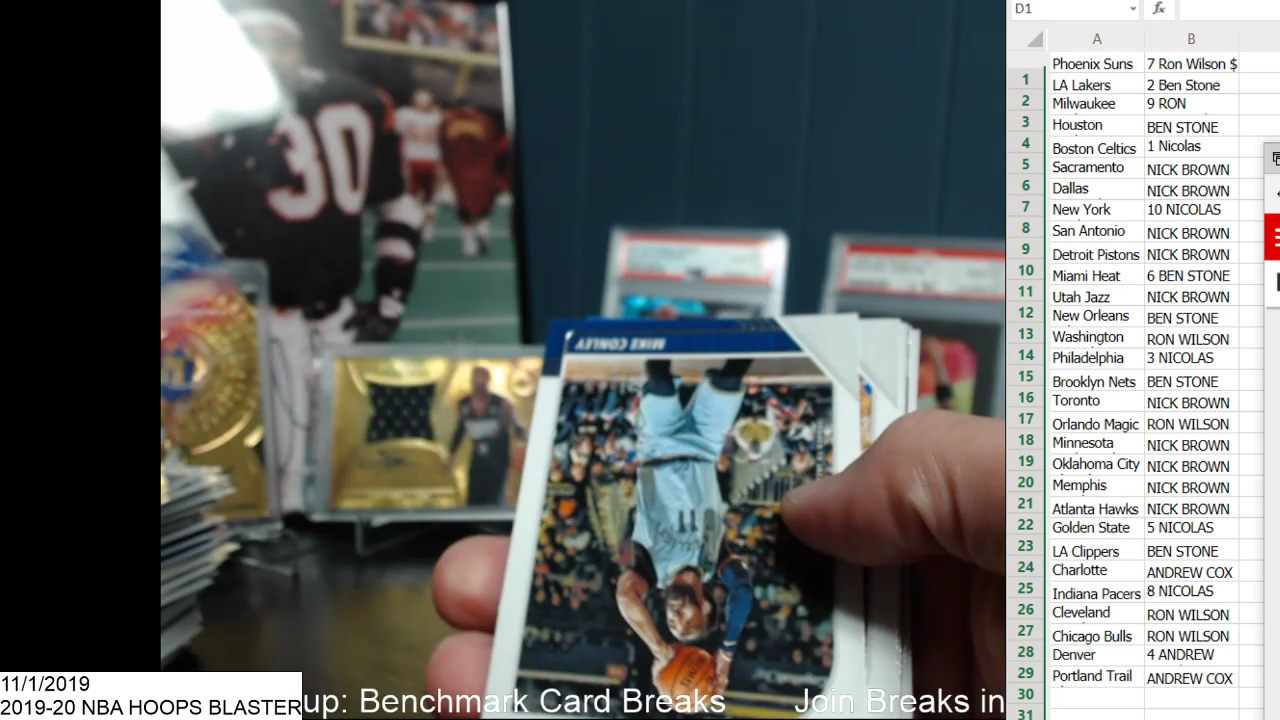 D1
fx
A B
Phoenix Suns 7 Ron Wilson $
1 LA Lakers 2 Ben Stone
2 Milwaukee 9 RON
3 Houston BEN STONE
4 Boston Celtics 1 Nicolas
5 Sacramento NICK BROWN
6 Dallas NICK BROWN
7 New York 10 NICOLAS
8 San Antonio NICK BROWN
9 Detroit Pistons NICK BROWN
10 Miami Heat 6 BEN STONE
11 Utah Jazz NICK BROWN
12 New Orleans BEN STONE
13 Washington RON WILSON
14 Philadelphia 3 NICOLAS
15 Brooklyn Nets BEN STONE
16 Toronto NICK BROWN
17 Orlando Magic RON WILSON
18 Minnesota NICK BROWN
19 Oklahoma City NICK BROWN
20 Memphis NICK BROWN
21 Atlanta Hawks NICK BROWN
22 Golden State 5 NICOLAS
23 LA Clippers BEN STONE
24 Charlotte ANDREW COX
25 Indiana Pacers 8 NICOLAS
26 Cleveland RON WILSON
27 Chicago Bulls RON WILSON
28 Denver 4 ANDREW
29 Portland Trail ANDREW COX
30
31
30
MIKE CONLEY
11
11/1/2019
2019-20 NBA HOOPS BLASTER
up: Benchmark Card Breaks Join Breaks in